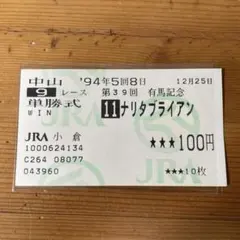 中山 '94年5回8日 12月25日
9レース 第39回 有馬記念
単勝式 11ナリタブライアン
WIN
★★★100円
JRA 小倉
1000624134
C264 08077
043960 ★★★10枚